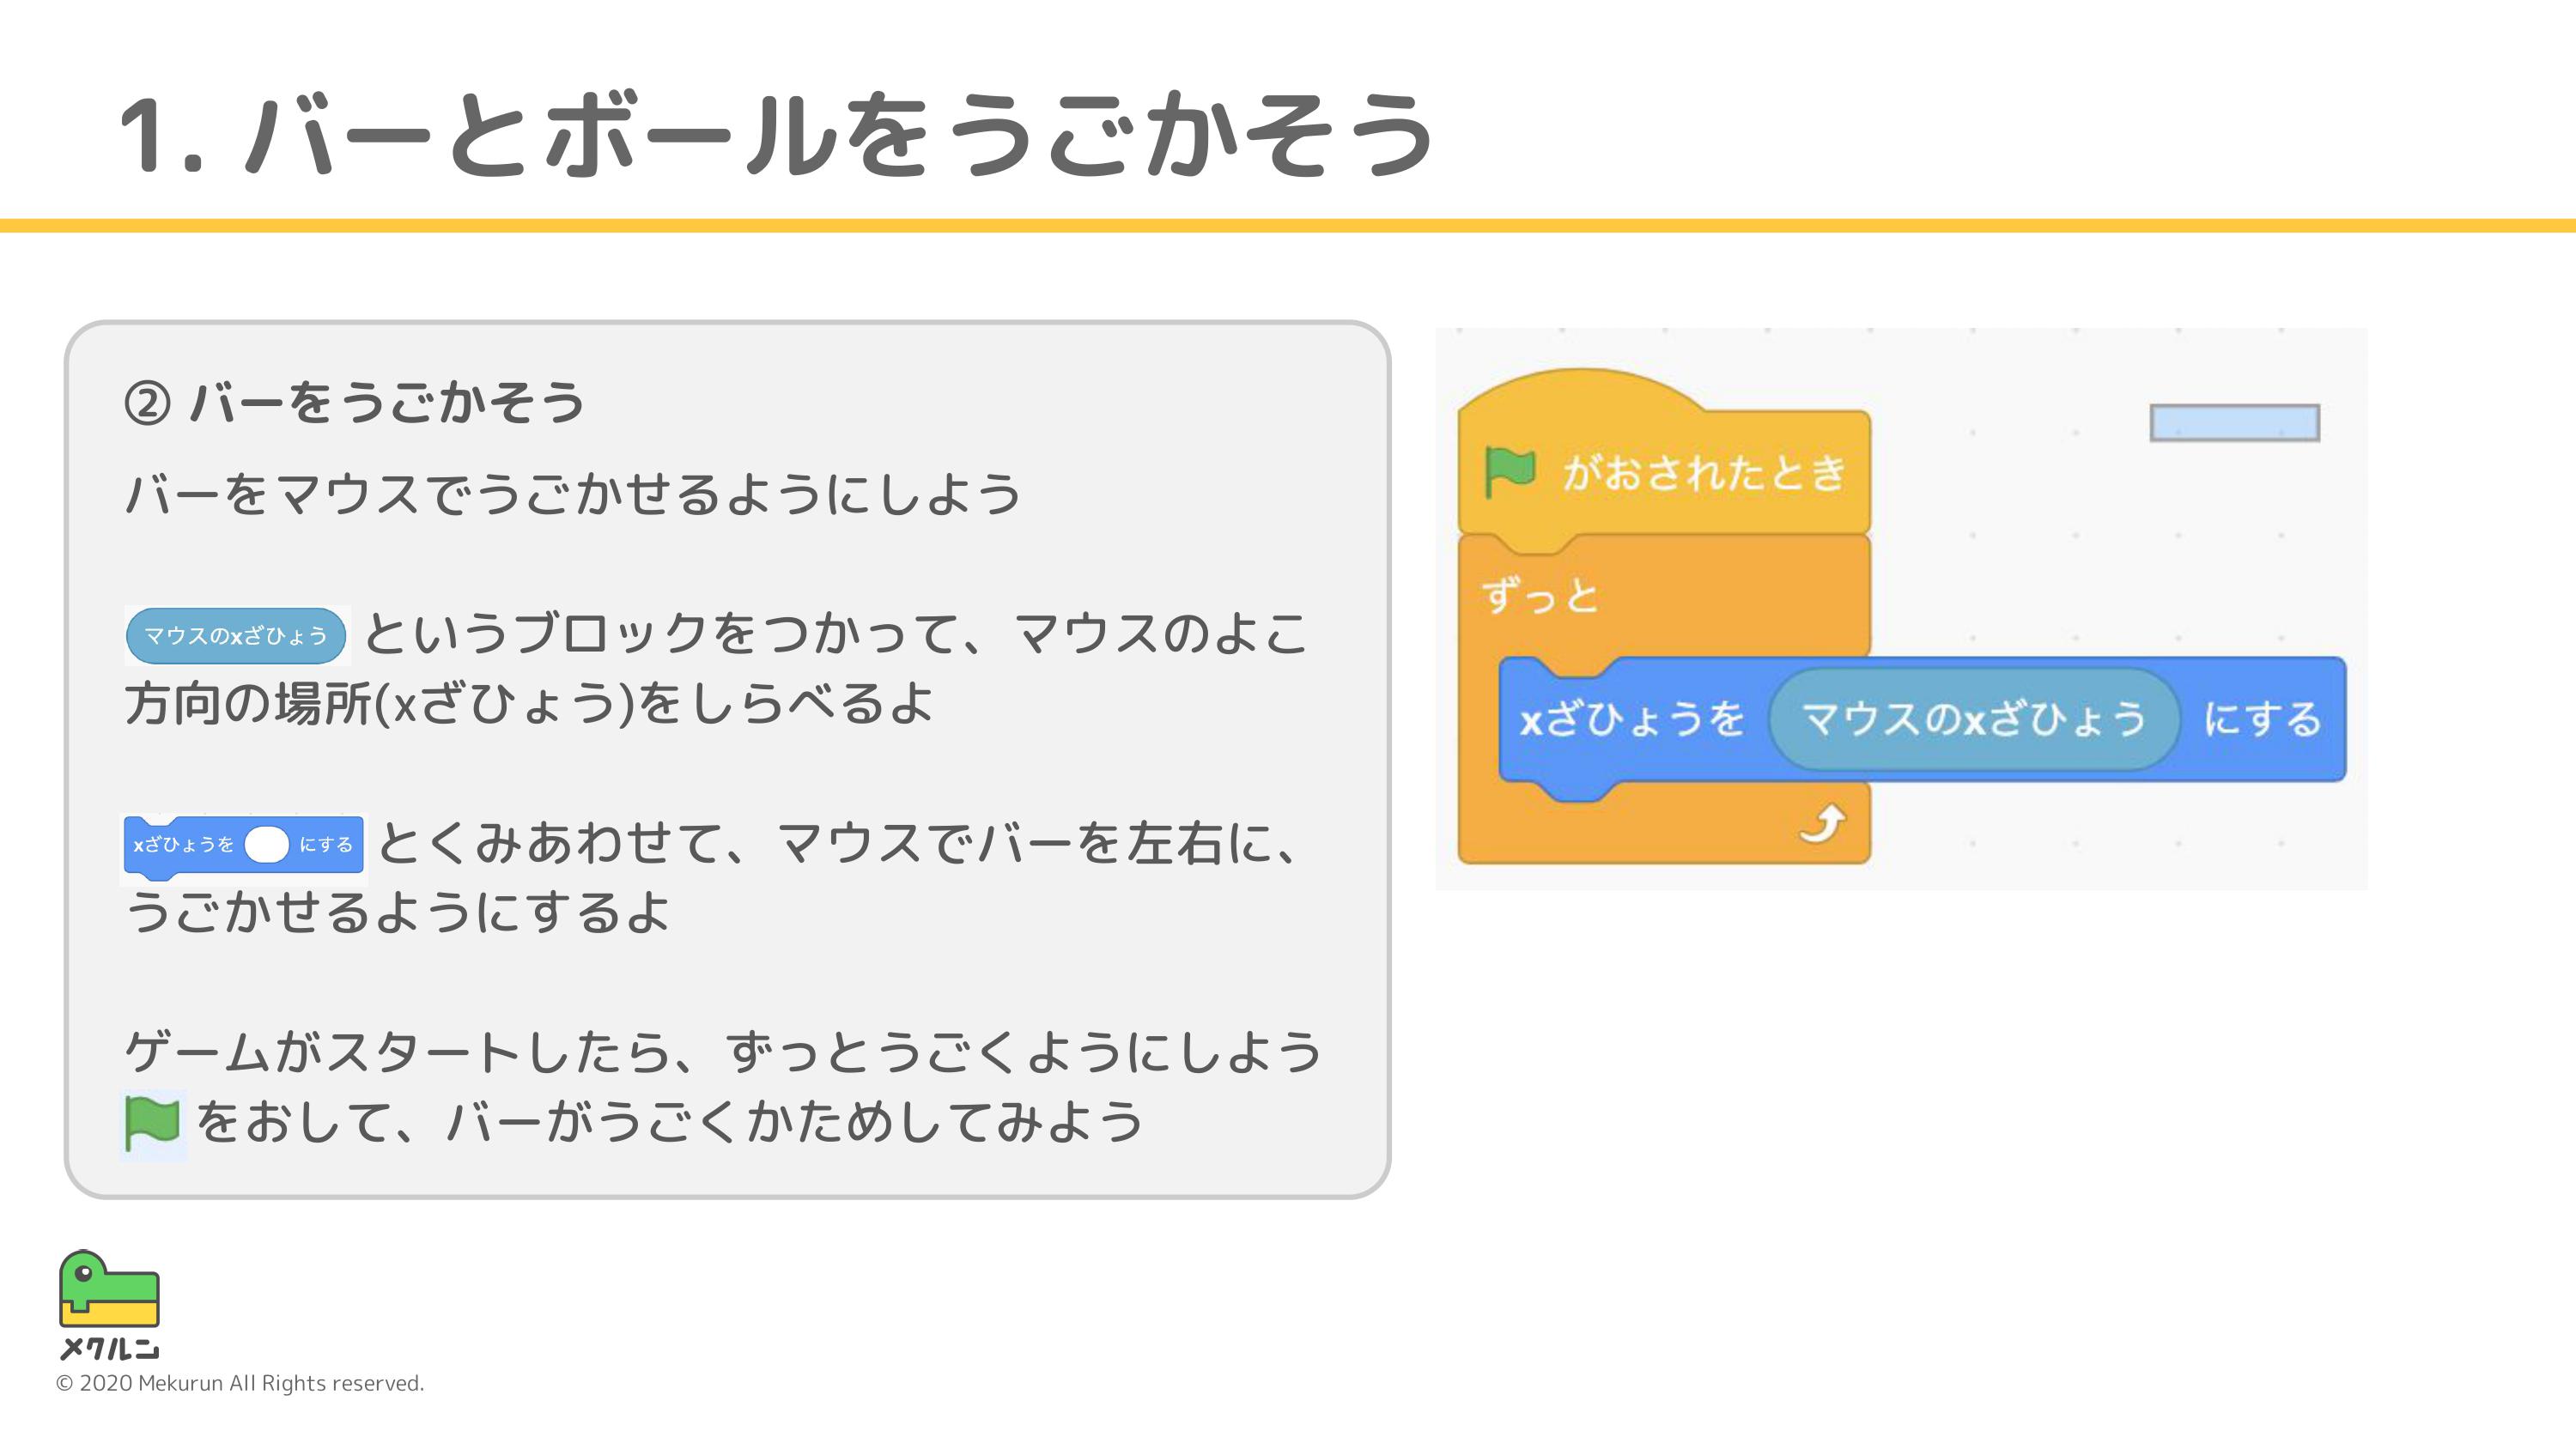 1. バーとボールをうごかそう
② バーをうごかそう
バーをマウスでうごかせるようにしよう
マウスのxざひょう というブロックをつかって、マウスのよこ
方向の場所(xざひょう)をしらべるよ
xざひょうを にする とくみあわせて、マウスでバーを左右に、
うごかせるようにするよ
ゲームがスタートしたら、ずっとうごくようにしよう
をおして、バーがうごくかためしてみよう
がおされたとき
ずっと
xざひょうを マウスのxざひょう にする
メクルン
© 2020 Mekurun All Rights reserved.